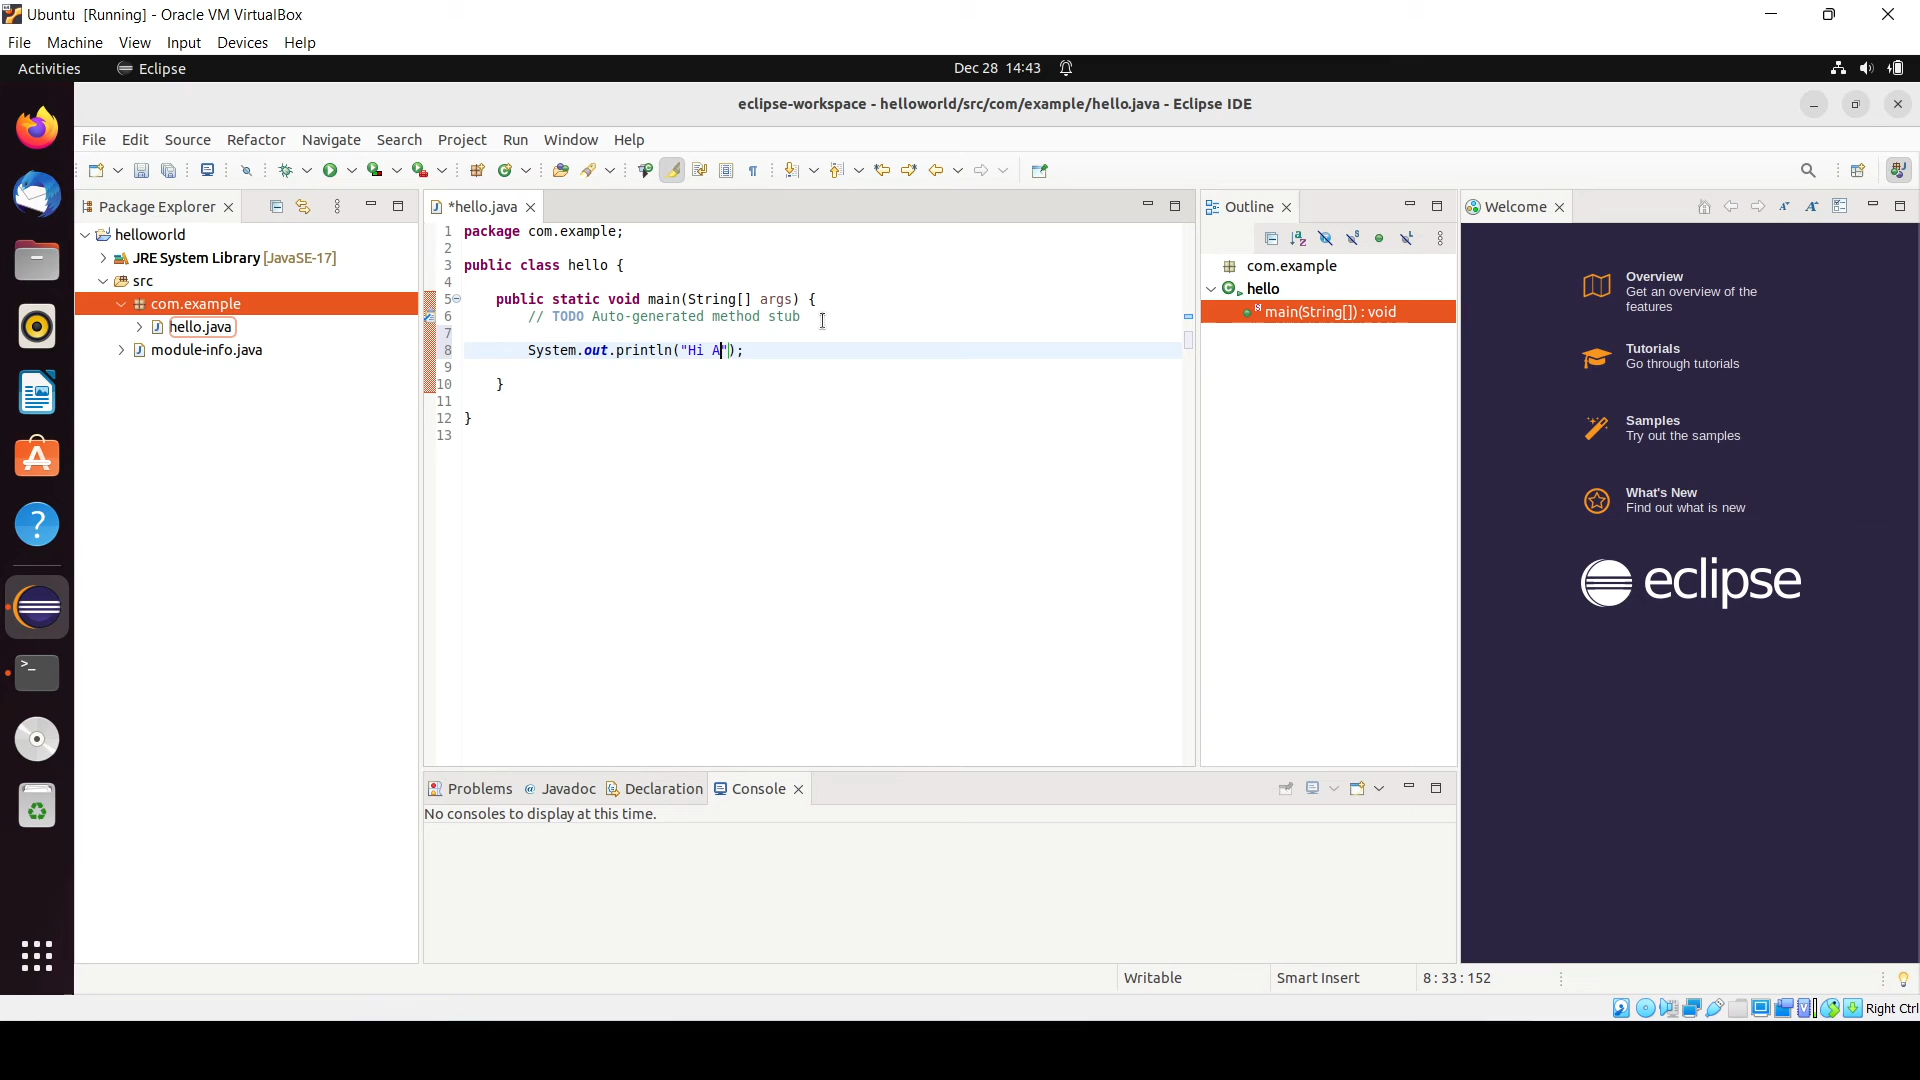 Ubuntu [Running] - Oracle VM VirtualBox
File Machine View Input Devices Help
Activities Eclipse Dec 28 14:43
eclipse-workspace - helloworld/src/com/example/hello.java - Eclipse IDE
File Edit Source Refactor Navigate Search Project Run Window Help
Package Explorer
helloworld
JRE System Library [JavaSE-17]
src
com.example
hello.java
module-info.java
*hello.java
1 package com.example;
2
3 public class hello {
4
5 public static void main(String[] args) {
6 // TODO Auto-generated method stub
7
8 System.out.println("Hi A");
9
10 }
11
12 }
13
Outline
com.example
hello
main(String[]) : void
Welcome
Overview
Get an overview of the
features
Tutorials
Go through tutorials
Samples
Try out the samples
What's New
Find out what is new
eclipse
Problems Javadoc Declaration Console
No consoles to display at this time.
Writable Smart Insert 8 : 33 : 152
Right Ctrl